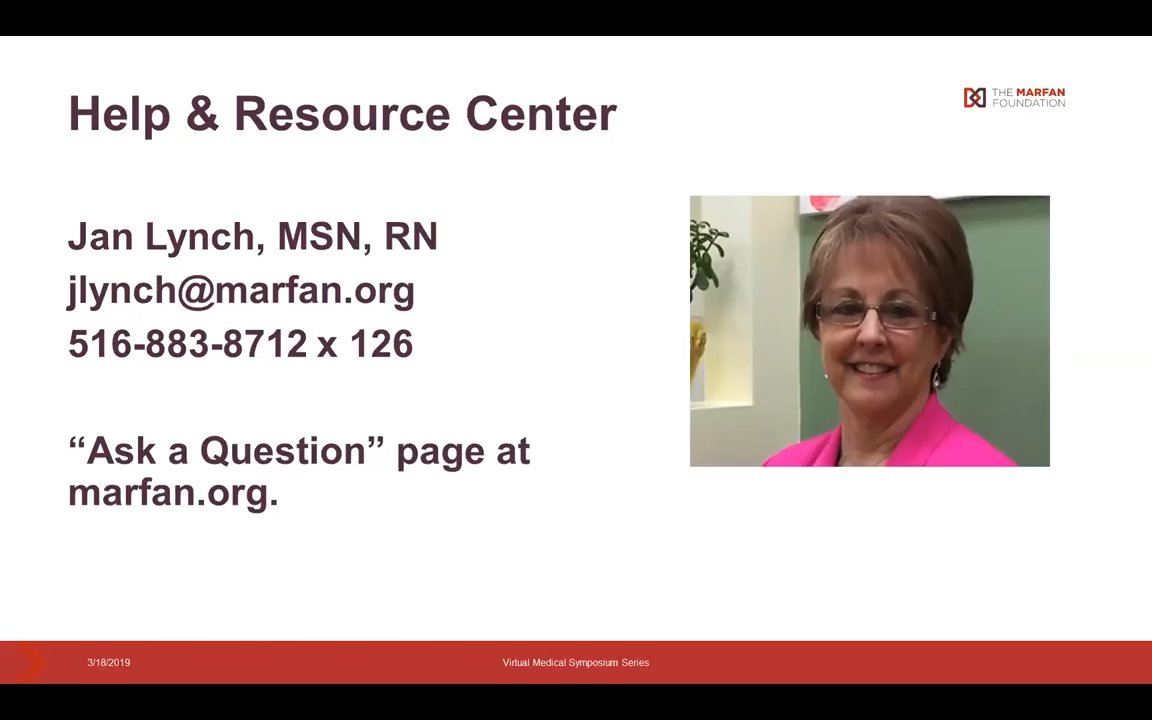 Help & Resource Center
THE MARFAN
FOUNDATION
Jan Lynch, MSN, RN
jlynch@marfan.org
516-883-8712 x 126
“Ask a Question” page at
marfan.org.
3/18/2019
Virtual Medical Symposium Series